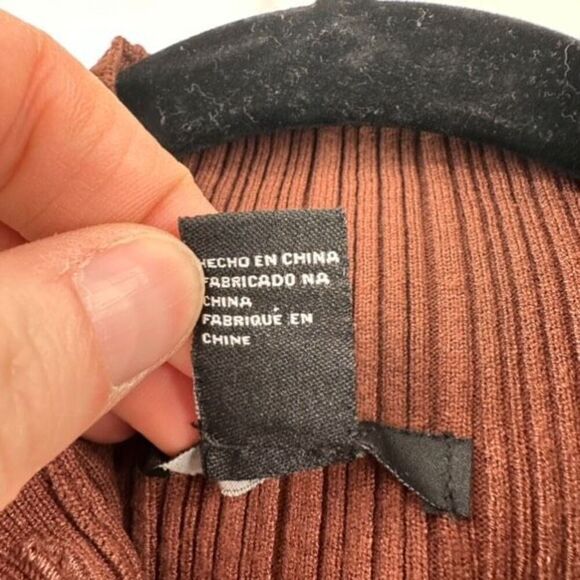 HECHO EN CHINA
FABRICADO NA
CHINA
FABRIQUÉ EN
CHINE